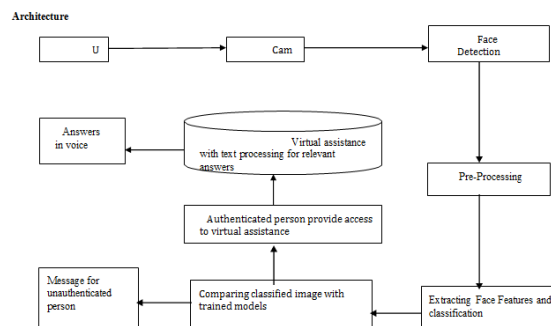 Architecture
U
Cam
Face
Detection
Answers
in voice
Virtual assistance
with text processing for relevant
answers
Pre-Processing
Authenticated person provide access
to virtual assistance
Message for
unauthenticated
person
Comparing classified image with
trained models
Extracting Face Features and
classification